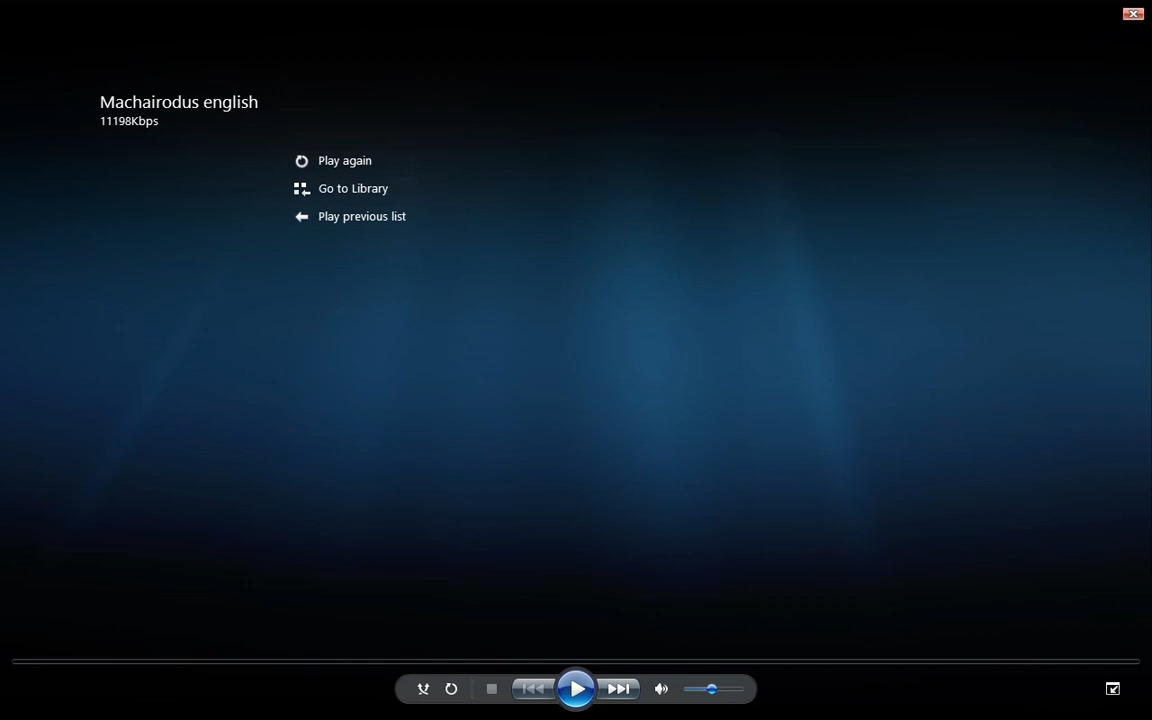 Machairodus english
11198Kbps
Play again
Go to Library
Play previous list